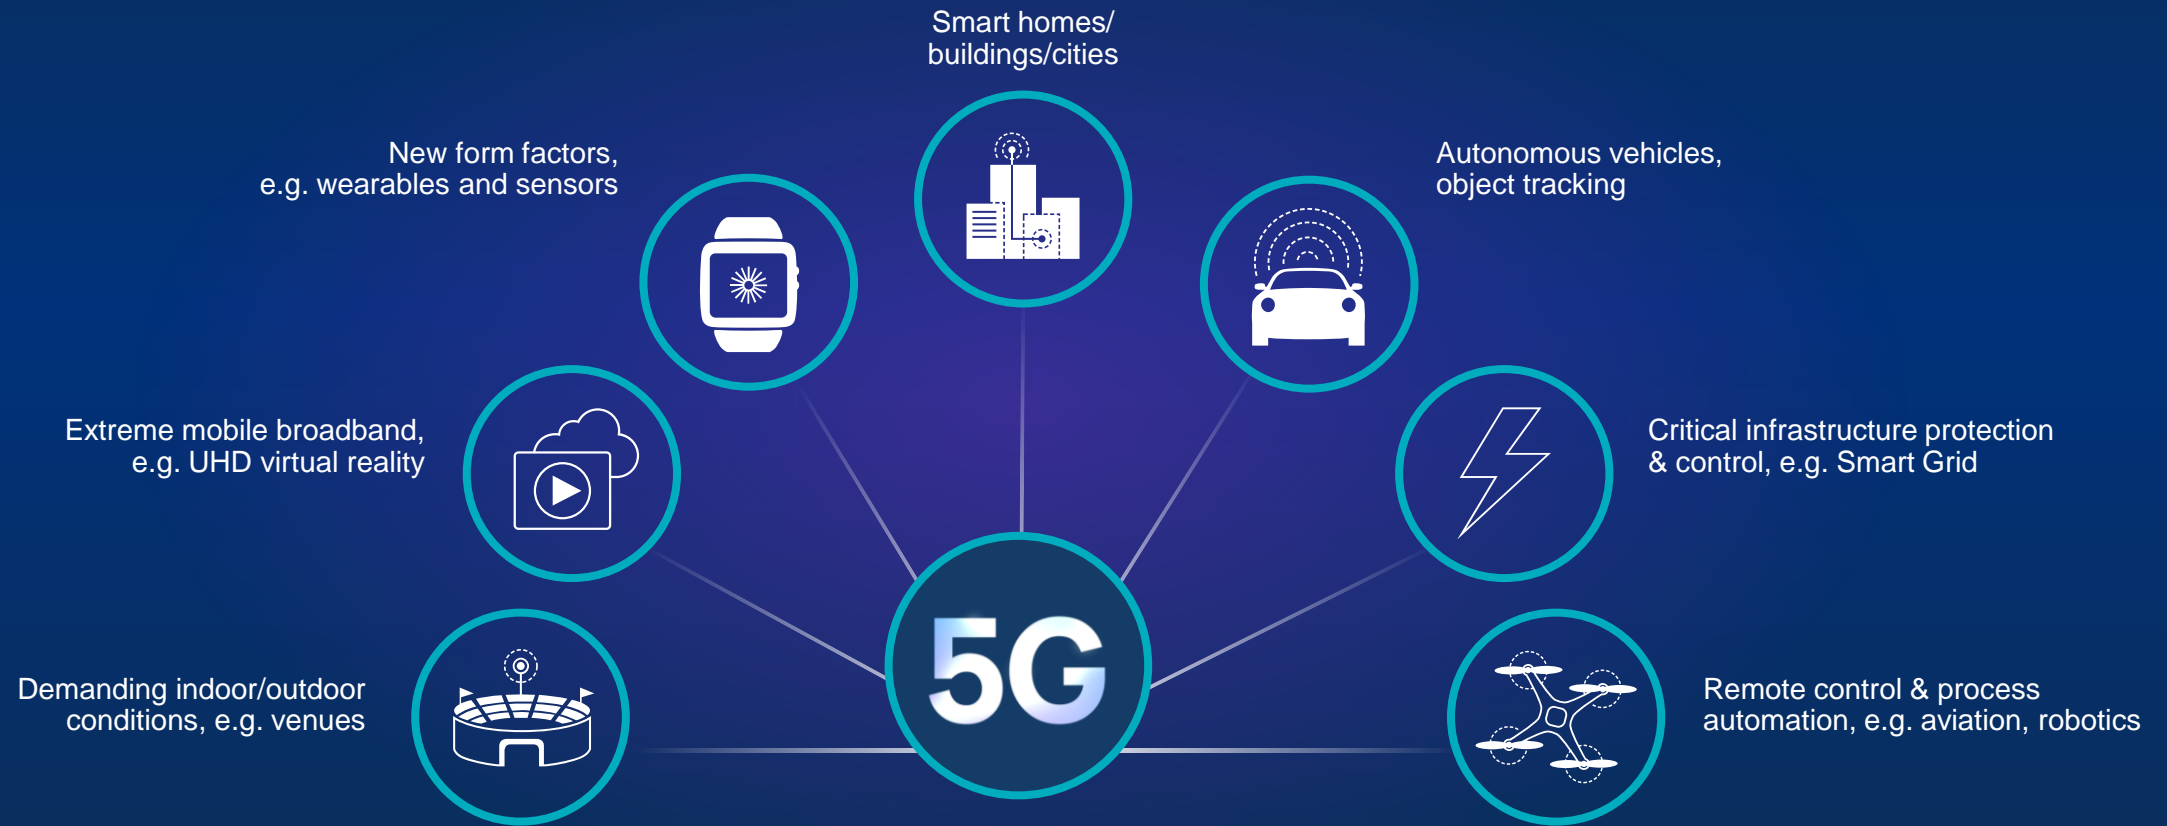 Smart homes/
buildings/cities
New form factors,
e.g. wearables and sensors
Autonomous vehicles,
object tracking
Extreme mobile broadband,
e.g. UHD virtual reality
Critical infrastructure protection
& control, e.g. Smart Grid
5G
Demanding indoor/outdoor
conditions, e.g. venues
Remote control & process
automation, e.g. aviation, robotics